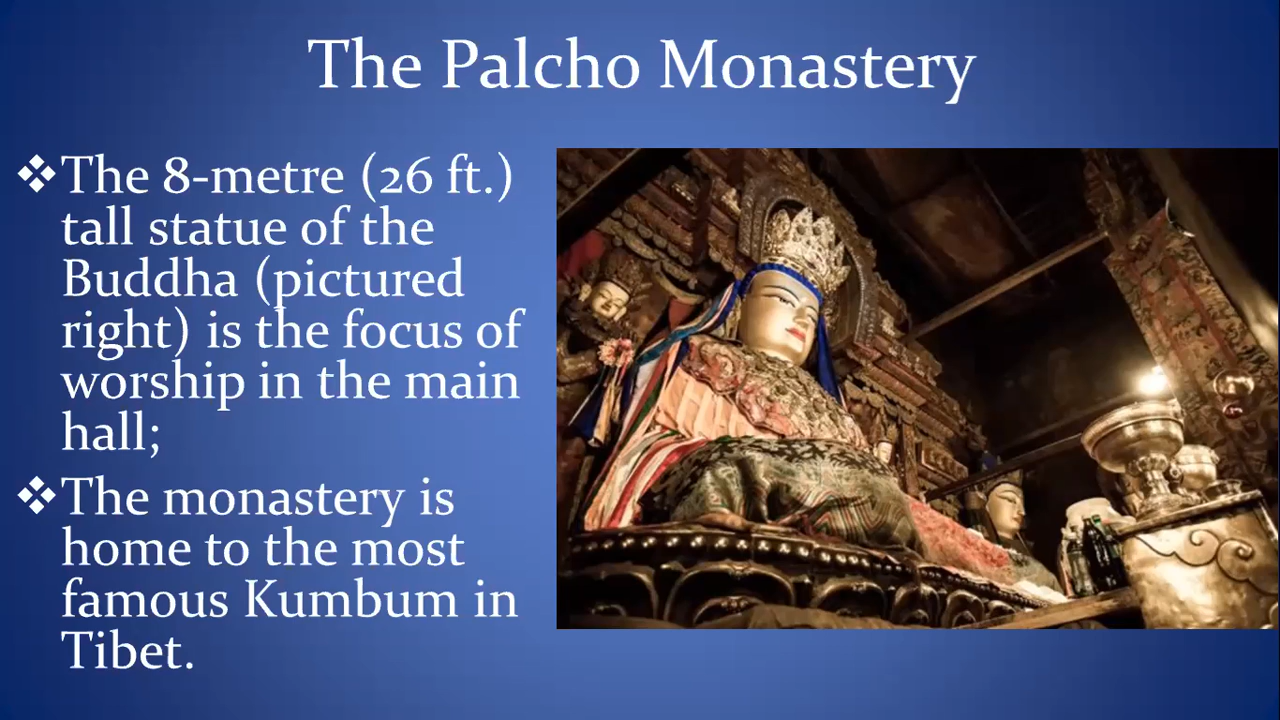 The Palcho Monastery
❖The 8-metre (26 ft.)
tall statue of the
Buddha (pictured
right) is the focus of
worship in the main
hall;
❖The monastery is
home to the most
famous Kumbum in
Tibet.